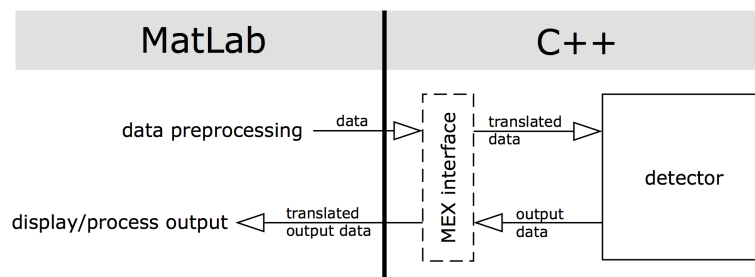 MatLab
C++
data preprocessing
data
MEX interface
translated
data
detector
display/process output
translated
output data
output
data